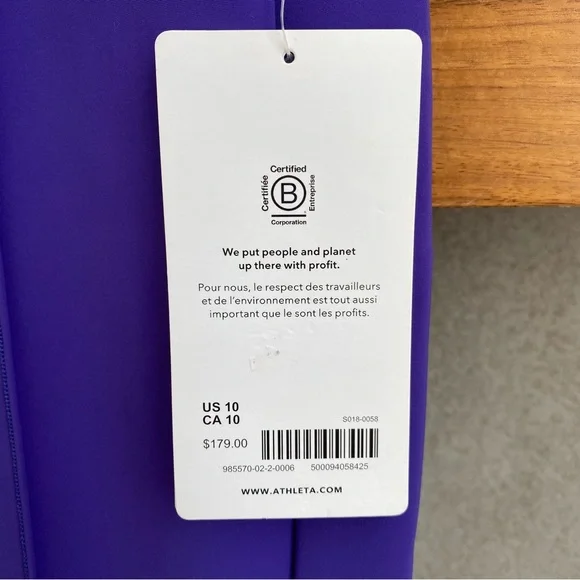 Certified
Certifiée
B
Entreprise
Corporation
We put people and planet
up there with profit.
Pour nous, le respect des travailleurs
et de l'environnement est tout aussi
important que le sont les profits.
US 10
CA 10
S018-0058
$179.00
985570-02-2-0006 500094058425
WWW.ATHLETA.COM